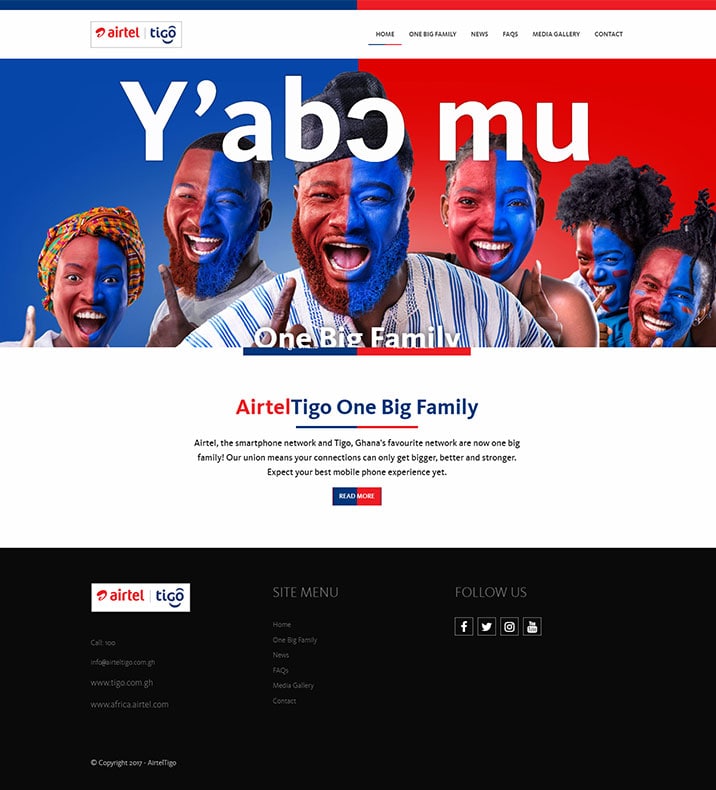 airtel | tigo
HOME ONE BIG FAMILY NEWS FAQS MEDIA GALLERY CONTACT
Y'abɔ mu
One Big Family
AirtelTigo One Big Family
Airtel, the smartphone network and Tigo, Ghana's favourite network are now one big
family! Our union means your connections can only get bigger, better and stronger.
Expect your best mobile phone experience yet.
READ MORE
airtel | tigo
Call: 100
info@airteltigo.com.gh
www.tigo.com.gh
www.africa.airtel.com
SITE MENU
Home
One Big Family
News
FAQs
Media Gallery
Contact
FOLLOW US
You Tube
© Copyright 2017 - AirtelTigo